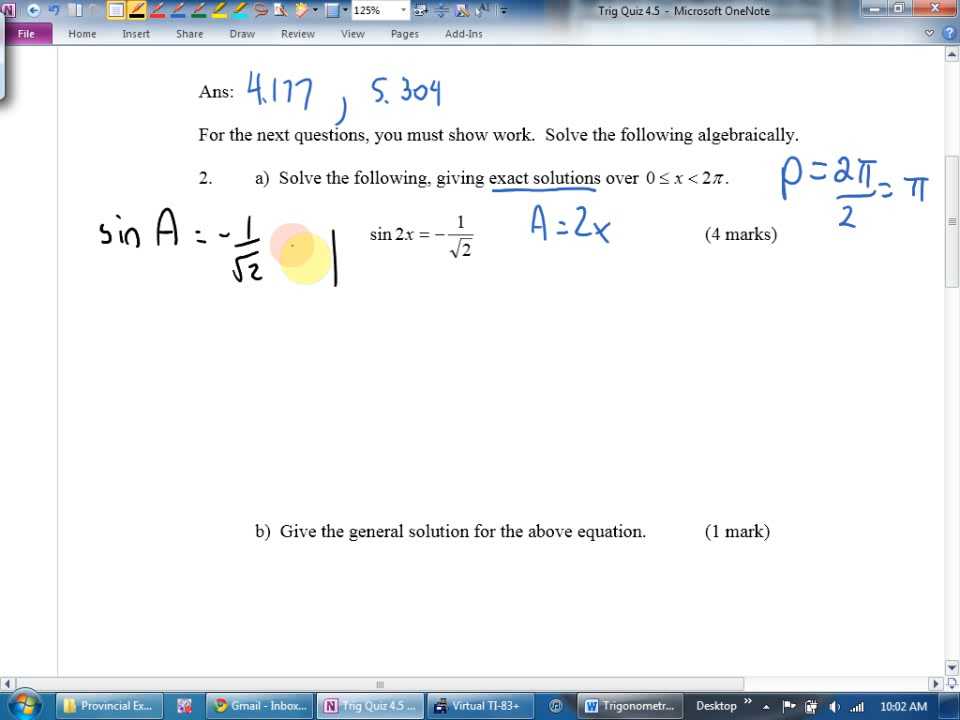 125%
Trig Quiz 4.5 - Microsoft OneNote
File Home Insert Share Draw Review View Pages Add-Ins
Ans: 4.177 , 5.304
For the next questions, you must show work. Solve the following algebraically.
2. a) Solve the following, giving exact solutions over 0 ≤ x < 2π.
P = 2π/2 = π
sin A = -1/√2
sin 2x = -1/√2
A = 2x
(4 marks)
b) Give the general solution for the above equation. (1 mark)
Provincial Ex... Gmail - Inbox... Trig Quiz 4.5 ... Virtual TI-83+ Trigonometr... Desktop 10:02 AM